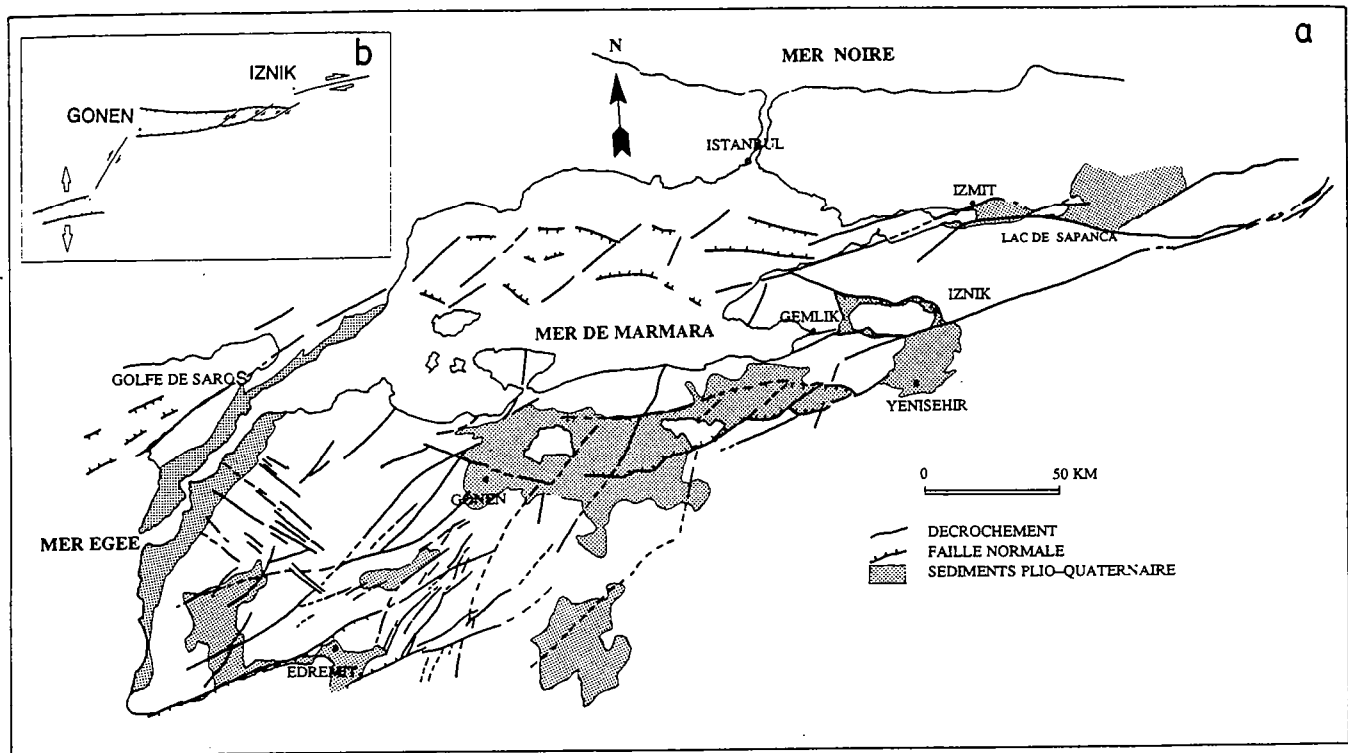 b
IZNIK
GONEN
a
N
MER NOIRE
ISTANBUL
IZMIT
LAC DE SAPANCA
IZNIK
GEMLIK
MER DE MARMARA
GOLFE DE SAROS
YENISEHIR
GONEN
MER EGEE
EDREMIT
0 50 KM
DECROCHEMENT
FAILLE NORMALE
SEDIMENTS PLIO-QUATERNAIRE